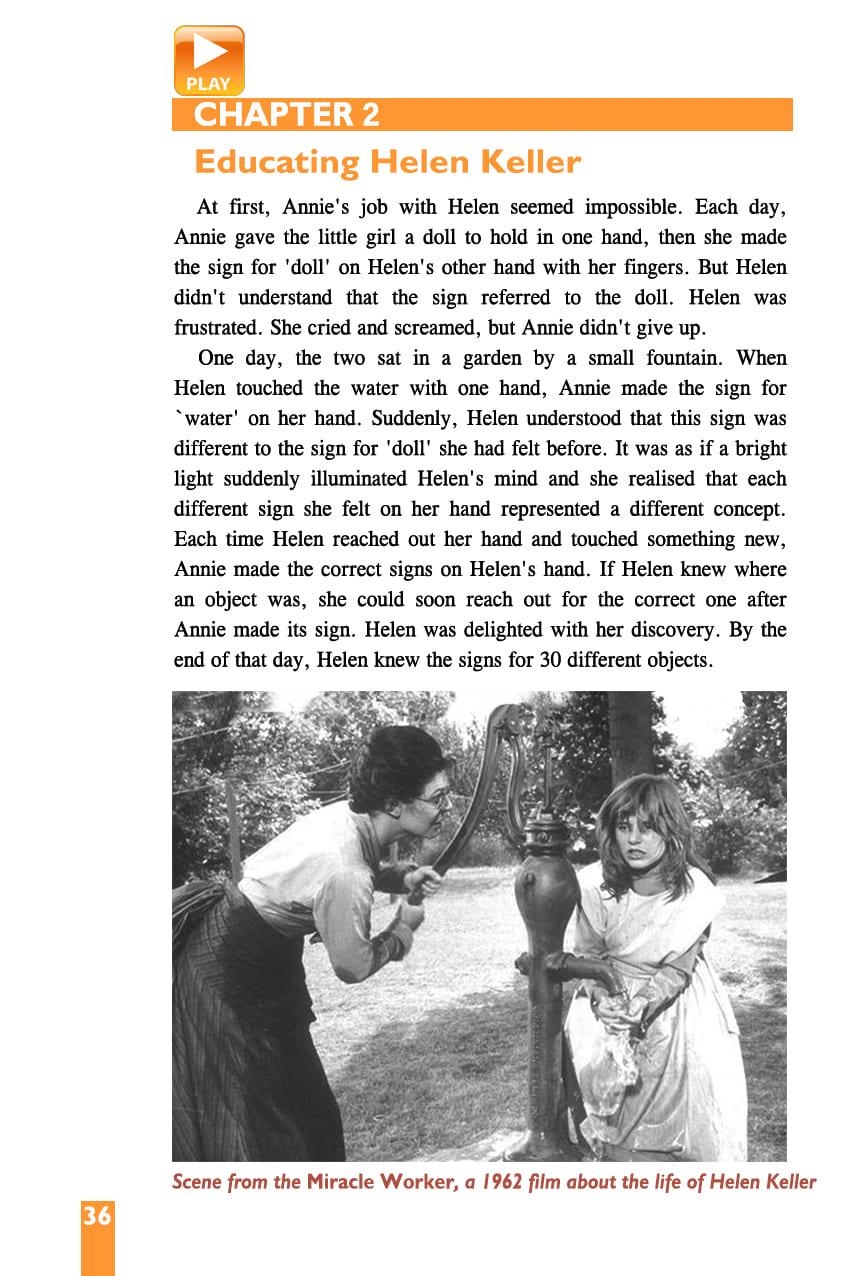 PLAY
CHAPTER 2
Educating Helen Keller
At first, Annie's job with Helen seemed impossible. Each day,
Annie gave the little girl a doll to hold in one hand, then she made
the sign for 'doll' on Helen's other hand with her fingers. But Helen
didn't understand that the sign referred to the doll. Helen was
frustrated. She cried and screamed, but Annie didn't give up.
One day, the two sat in a garden by a small fountain. When
Helen touched the water with one hand, Annie made the sign for
`water' on her hand. Suddenly, Helen understood that this sign was
different to the sign for 'doll' she had felt before. It was as if a bright
light suddenly illuminated Helen's mind and she realised that each
different sign she felt on her hand represented a different concept.
Each time Helen reached out her hand and touched something new,
Annie made the correct signs on Helen's hand. If Helen knew where
an object was, she could soon reach out for the correct one after
Annie made its sign. Helen was delighted with her discovery. By the
end of that day, Helen knew the signs for 30 different objects.
Scene from the Miracle Worker, a 1962 film about the life of Helen Keller
36